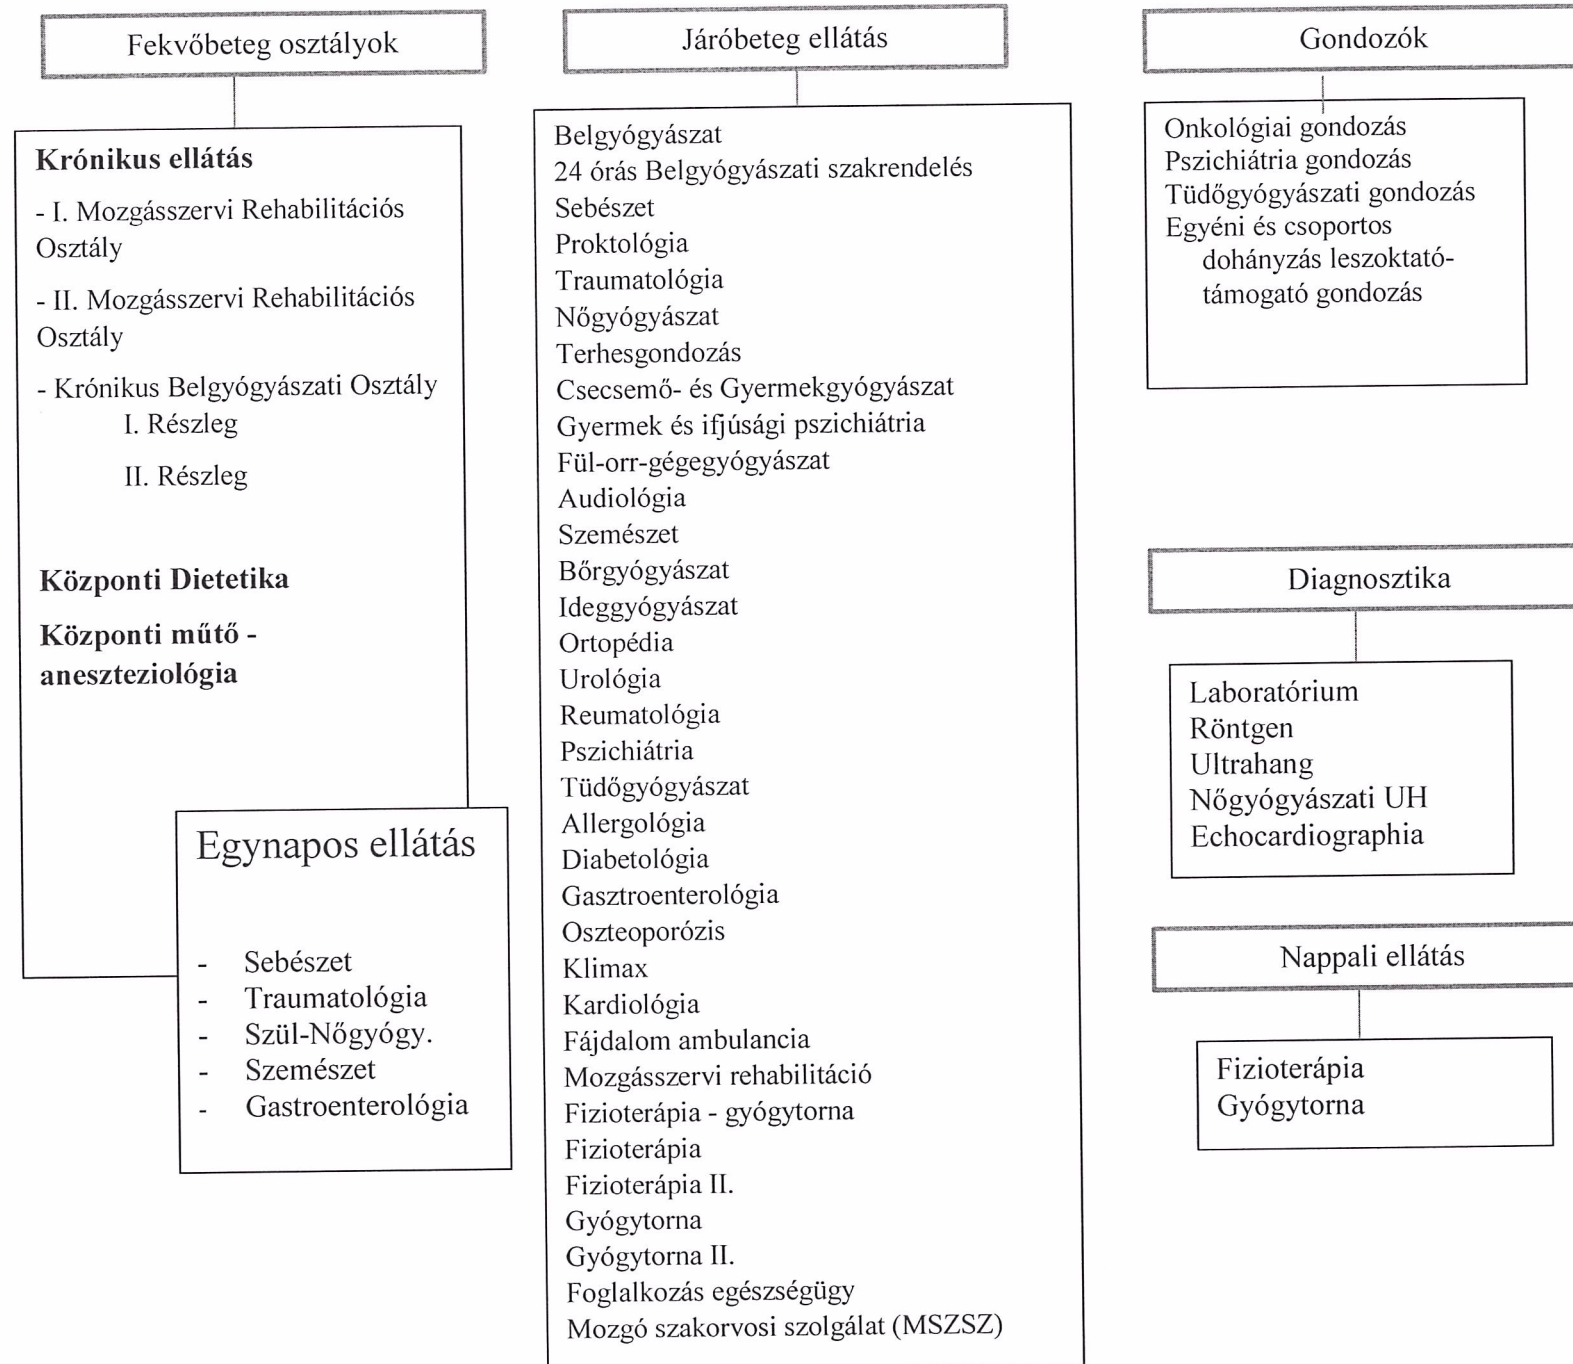 Fekvőbeteg osztályok
Krónikus ellátás
- I. Mozgásszervi Rehabilitációs
Osztály
- II. Mozgásszervi Rehabilitációs
Osztály
- Krónikus Belgyógyászati Osztály
I. Részleg
II. Részleg
Központi Dietetika
Központi műtő -
aneszteziológia
Egynapos ellátás
- Sebészet
- Traumatológia
- Szül-Nőgyógy.
- Szemészet
- Gastroenterológia
Járóbeteg ellátás
Belgyógyászat
24 órás Belgyógyászati szakrendelés
Sebészet
Proktológia
Traumatológia
Nőgyógyászat
Terhesgondozás
Csecsemő- és Gyermekgyógyászat
Gyermek és ifjúsági pszichiátria
Fül-orr-gégegyógyászat
Audiológia
Szemészet
Bőrgyógyászat
Ideggyógyászat
Ortopédia
Urológia
Reumatológia
Pszichiátria
Tüdőgyógyászat
Allergológia
Diabetológia
Gasztroenterológia
Oszteoporózis
Klimax
Kardiológia
Fájdalom ambulancia
Mozgásszervi rehabilitáció
Fizioterápia - gyógytorna
Fizioterápia
Fizioterápia II.
Gyógytorna
Gyógytorna II.
Foglalkozás egészségügy
Mozgó szakorvosi szolgálat (MSZSZ)
Gondozók
Onkológiai gondozás
Pszichiátria gondozás
Tüdőgyógyászati gondozás
Egyéni és csoportos
dohányzás leszoktató-
támogató gondozás
Diagnosztika
Laboratórium
Röntgen
Ultrahang
Nőgyógyászati UH
Echocardiographia
Nappali ellátás
Fizioterápia
Gyógytorna